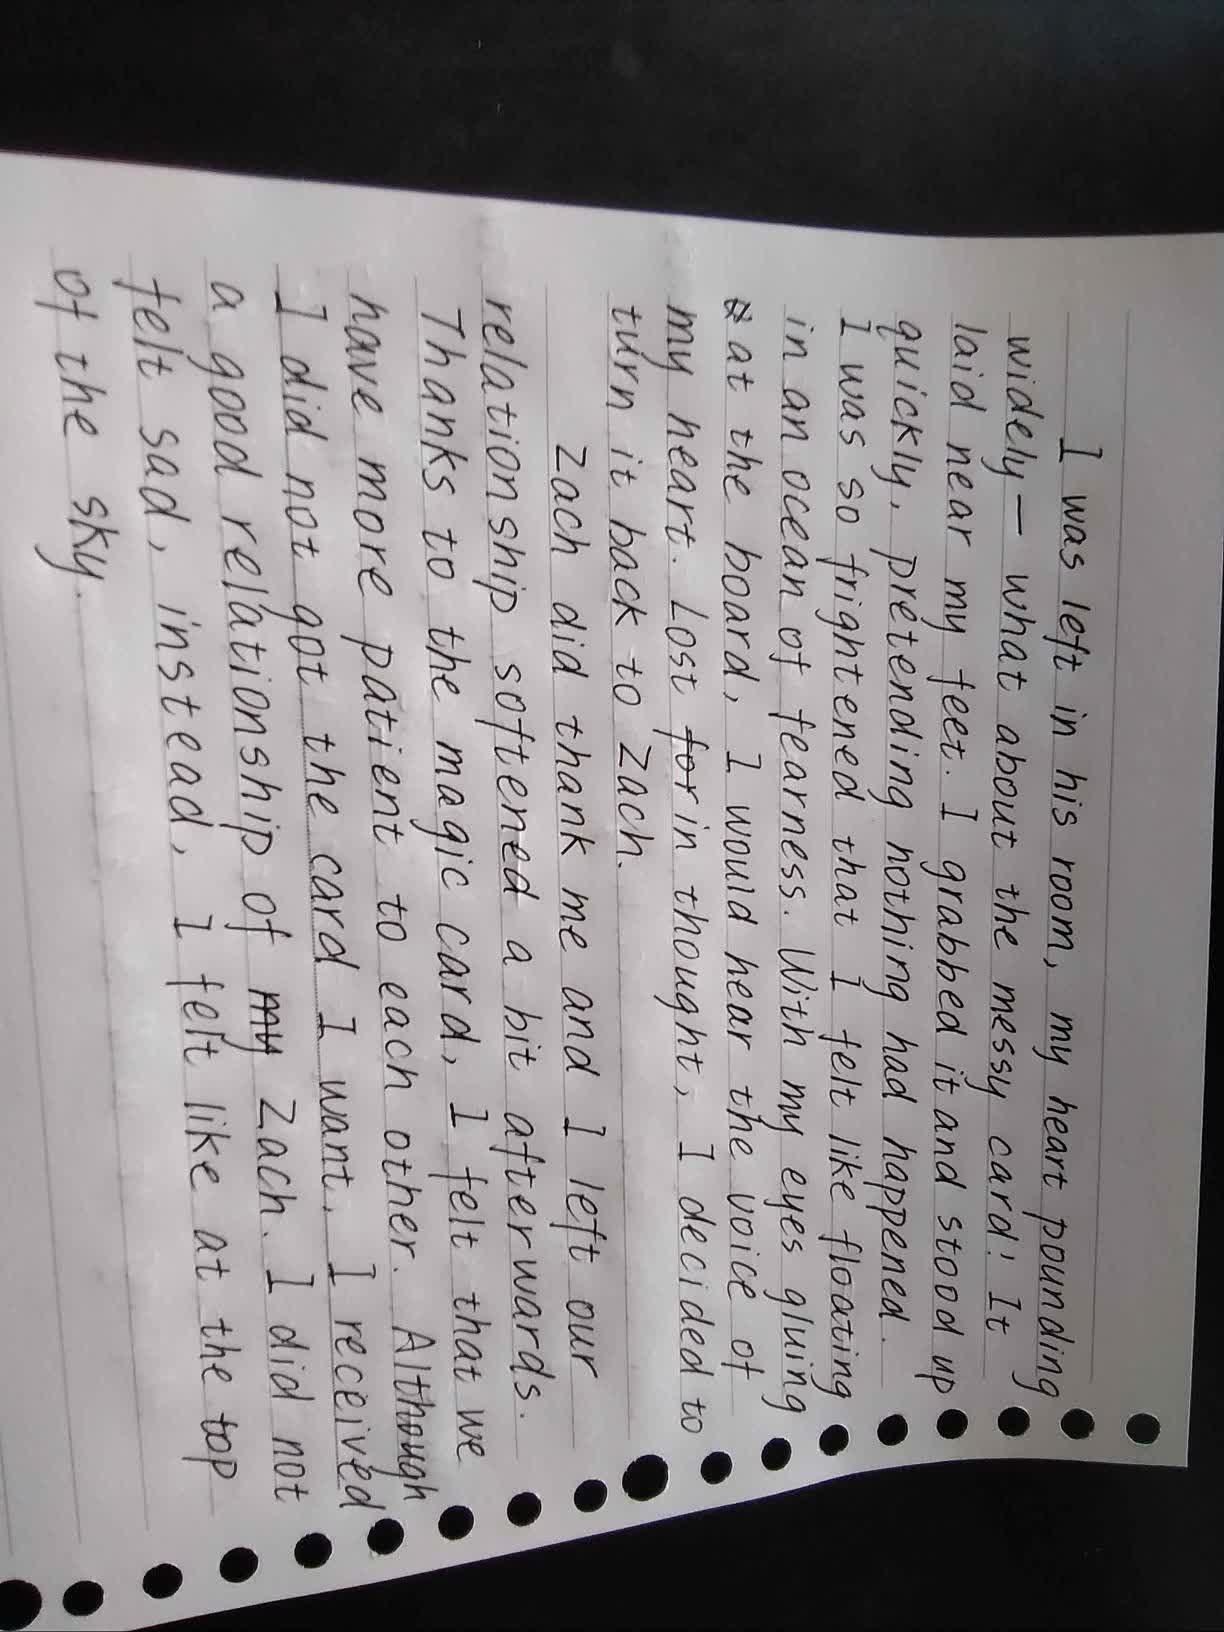 I was left in his room, my heart pounding
widely — what about the messy card! It
laid near my feet. I grabbed it and stood up
quickly, pretending nothing had happened.
I was so frightened that I felt like floating
in an ocean of fearness. With my eyes gluing
at the board, I would hear the voice of
my heart. Lost for in thought, I decided to
turn it back to Zach.
Zach did thank me and I left our
relationship softened a bit afterwards.
Thanks to the magic card, I felt that we
have more patient to each other. Although
I did not got the card I want, I received
a good relationship of my Zach. I did not
felt sad, instead, I felt like at the top
of the sky.